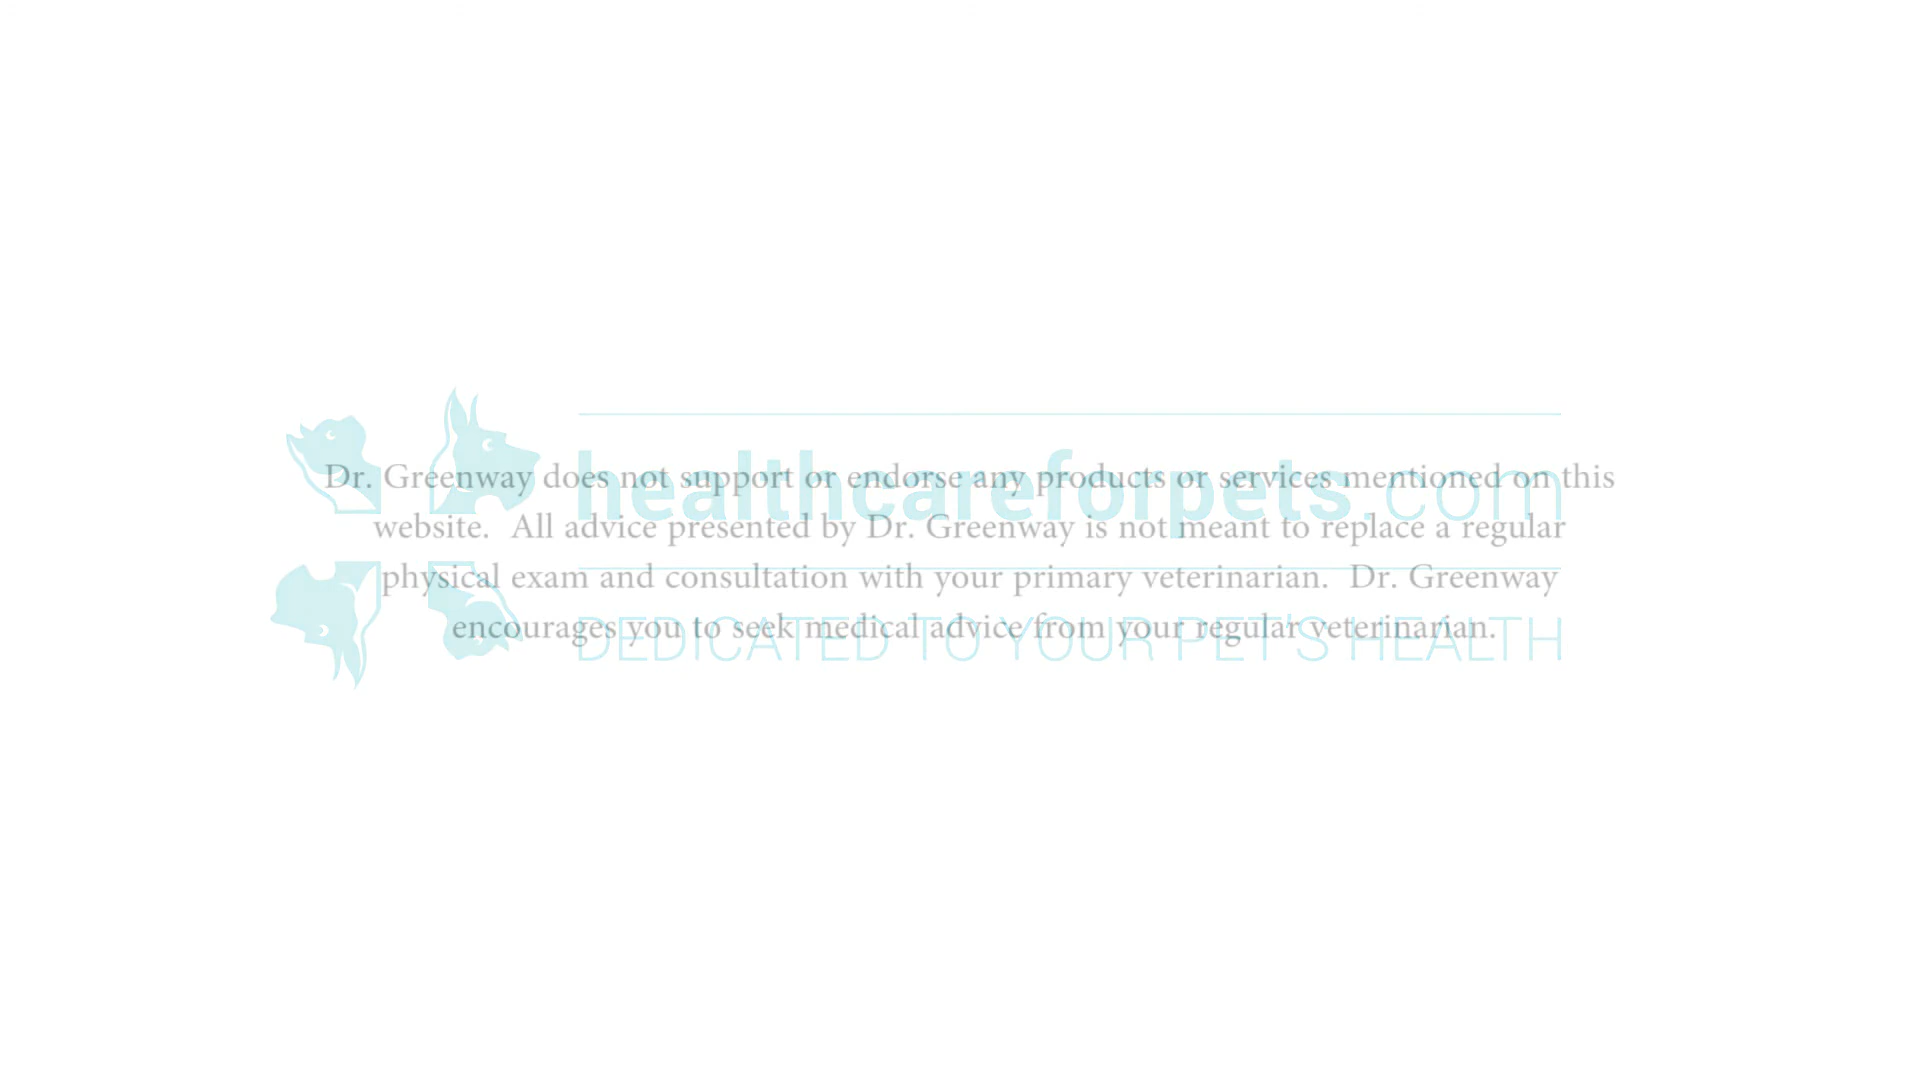 Dr. Greenway does not support or endorse any products or services mentioned on this
website.  All advice presented by Dr. Greenway is not meant to replace a regular
physical exam and consultation with your primary veterinarian.  Dr. Greenway
encourages you to seek medical advice from your regular veterinarian.
healthcareforpets.com
DEDICATED TO YOUR PET'S HEALTH